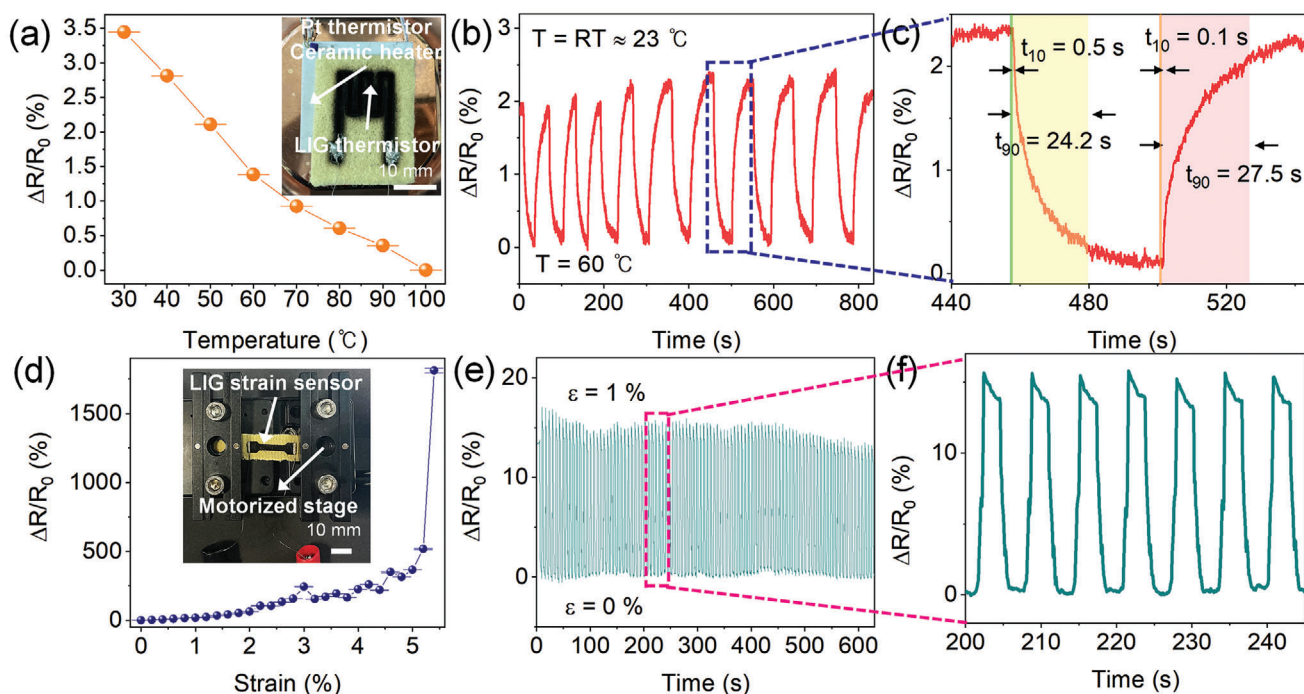 (a)
ΔR/R0 (%)
3.5
3.0
2.5
2.0
1.5
1.0
0.5
0.0
30 40 50 60 70 80 90 100
Temperature (℃)
Pt thermistor
Ceramic heater
LIG thermistor
10 mm
(b)
ΔR/R0 (%)
3
2
1
0
T = RT ≈ 23 ℃
T = 60 ℃
0 200 400 600 800
Time (s)
(c)
ΔR/R0 (%)
2
1
0
t10 = 0.5 s
t10 = 0.1 s
t90 = 24.2 s
t90 = 27.5 s
440 480 520
Time (s)
(d)
ΔR/R0 (%)
1500
1000
500
0
0 1 2 3 4 5
Strain (%)
LIG strain sensor
Motorized stage
10 mm
(e)
ΔR/R0 (%)
20
10
0
ε = 1 %
ε = 0 %
0 100 200 300 400 500 600
Time (s)
(f)
ΔR/R0 (%)
10
0
200 210 220 230 240
Time (s)